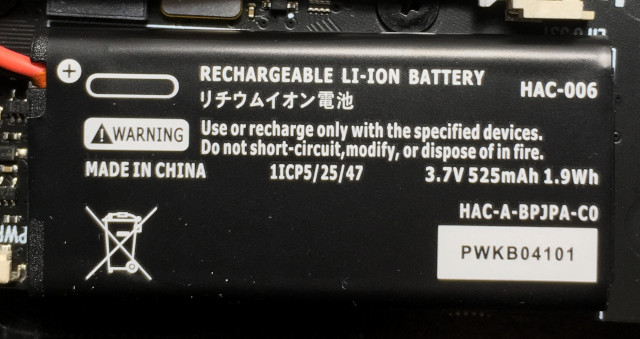 RECHARGEABLE LI-ION BATTERY
HAC-006
リチウムイオン電池
WARNING
Use or recharge only with the specified devices.
Do not short-circuit,modify, or dispose of in fire.
MADE IN CHINA 1ICP5/25/47 3.7V 525mAh 1.9Wh
HAC-A-BPJPA-C0
PWKB04101